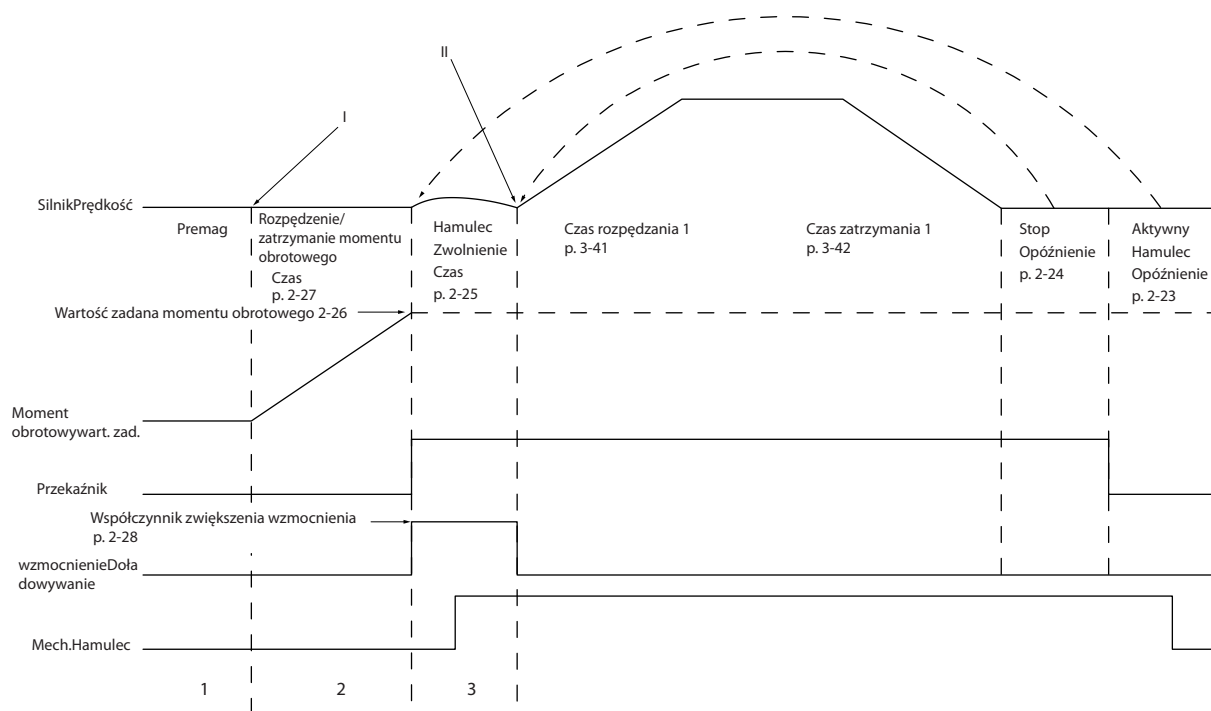 II
I
SilnikPrędkość
Premag
Rozpędzenie/
zatrzymanie momentu
obrotowego
Czas
p. 2-27
Hamulec
Zwolnienie
Czas
p. 2-25
Czas rozpędzania 1
p. 3-41
Czas zatrzymania 1
p. 3-42
Stop
Opóźnienie
p. 2-24
Aktywny
Hamulec
Opóźnienie
p. 2-23
Wartość zadana momentu obrotowego 2-26
Moment
obrotowywart. zad.
Przekaźnik
Współczynnik zwiększenia wzmocnienia
p. 2-28
wzmocnienieDoła
dowywanie
Mech.Hamulec
1
2
3